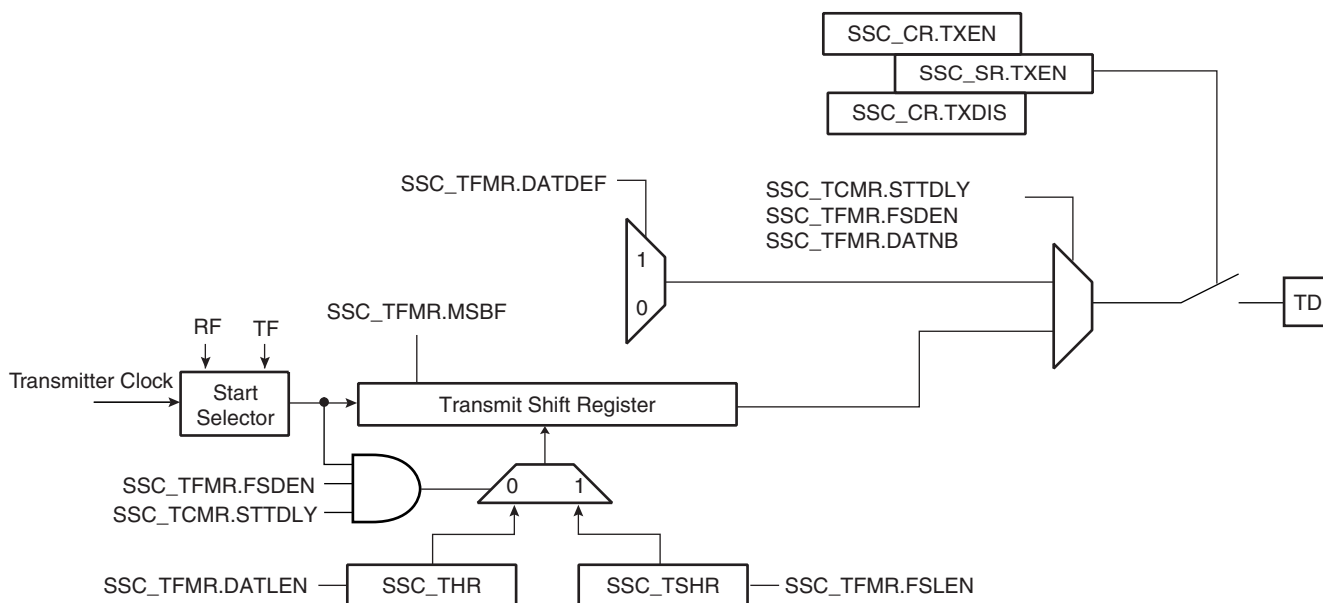 SSC_CR.TXEN
SSC_SR.TXEN
SSC_CR.TXDIS
SSC_TFMR.DATDEF
SSC_TCMR.STTDLY
SSC_TFMR.FSDEN
SSC_TFMR.DATNB
1
0
TD
SSC_TFMR.MSBF
RF
TF
Transmitter Clock
Start
Selector
Transmit Shift Register
SSC_TFMR.FSDEN
SSC_TCMR.STTDLY
0
1
SSC_TFMR.DATLEN
SSC_THR
SSC_TSHR
SSC_TFMR.FSLEN